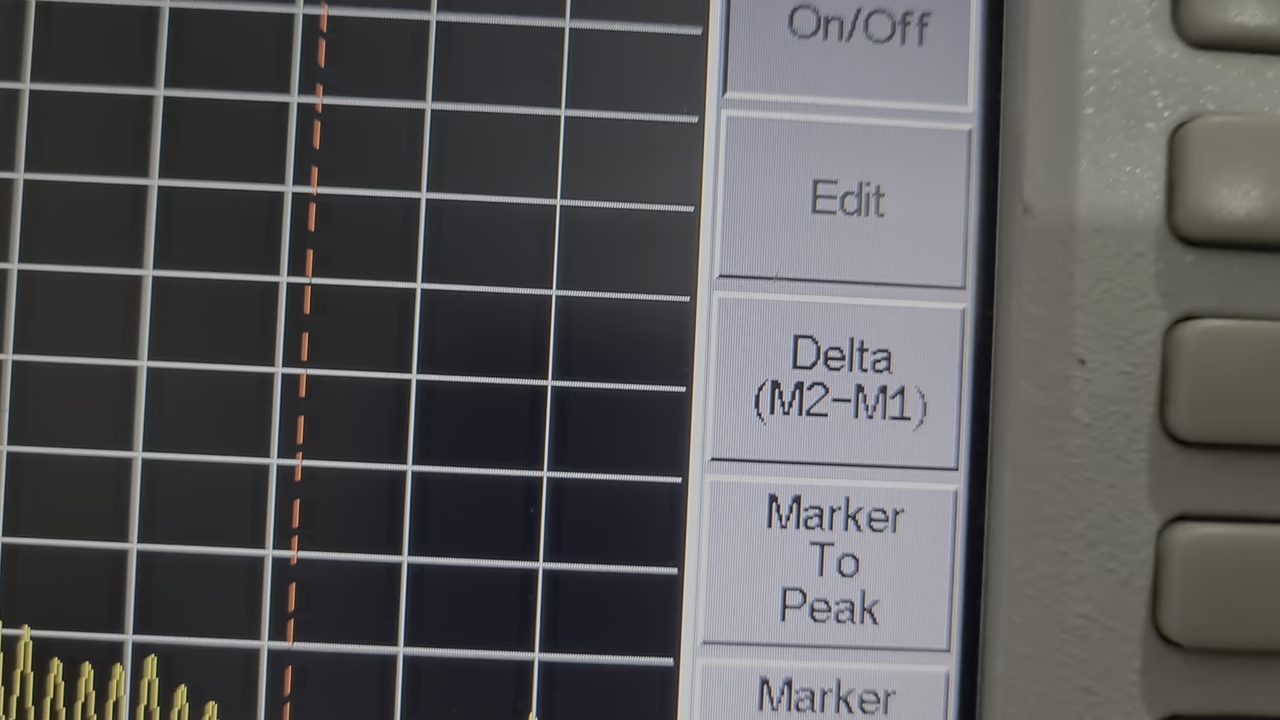 On/Off
Edit
Delta
(M2-M1)
Marker
To
Peak
Marker